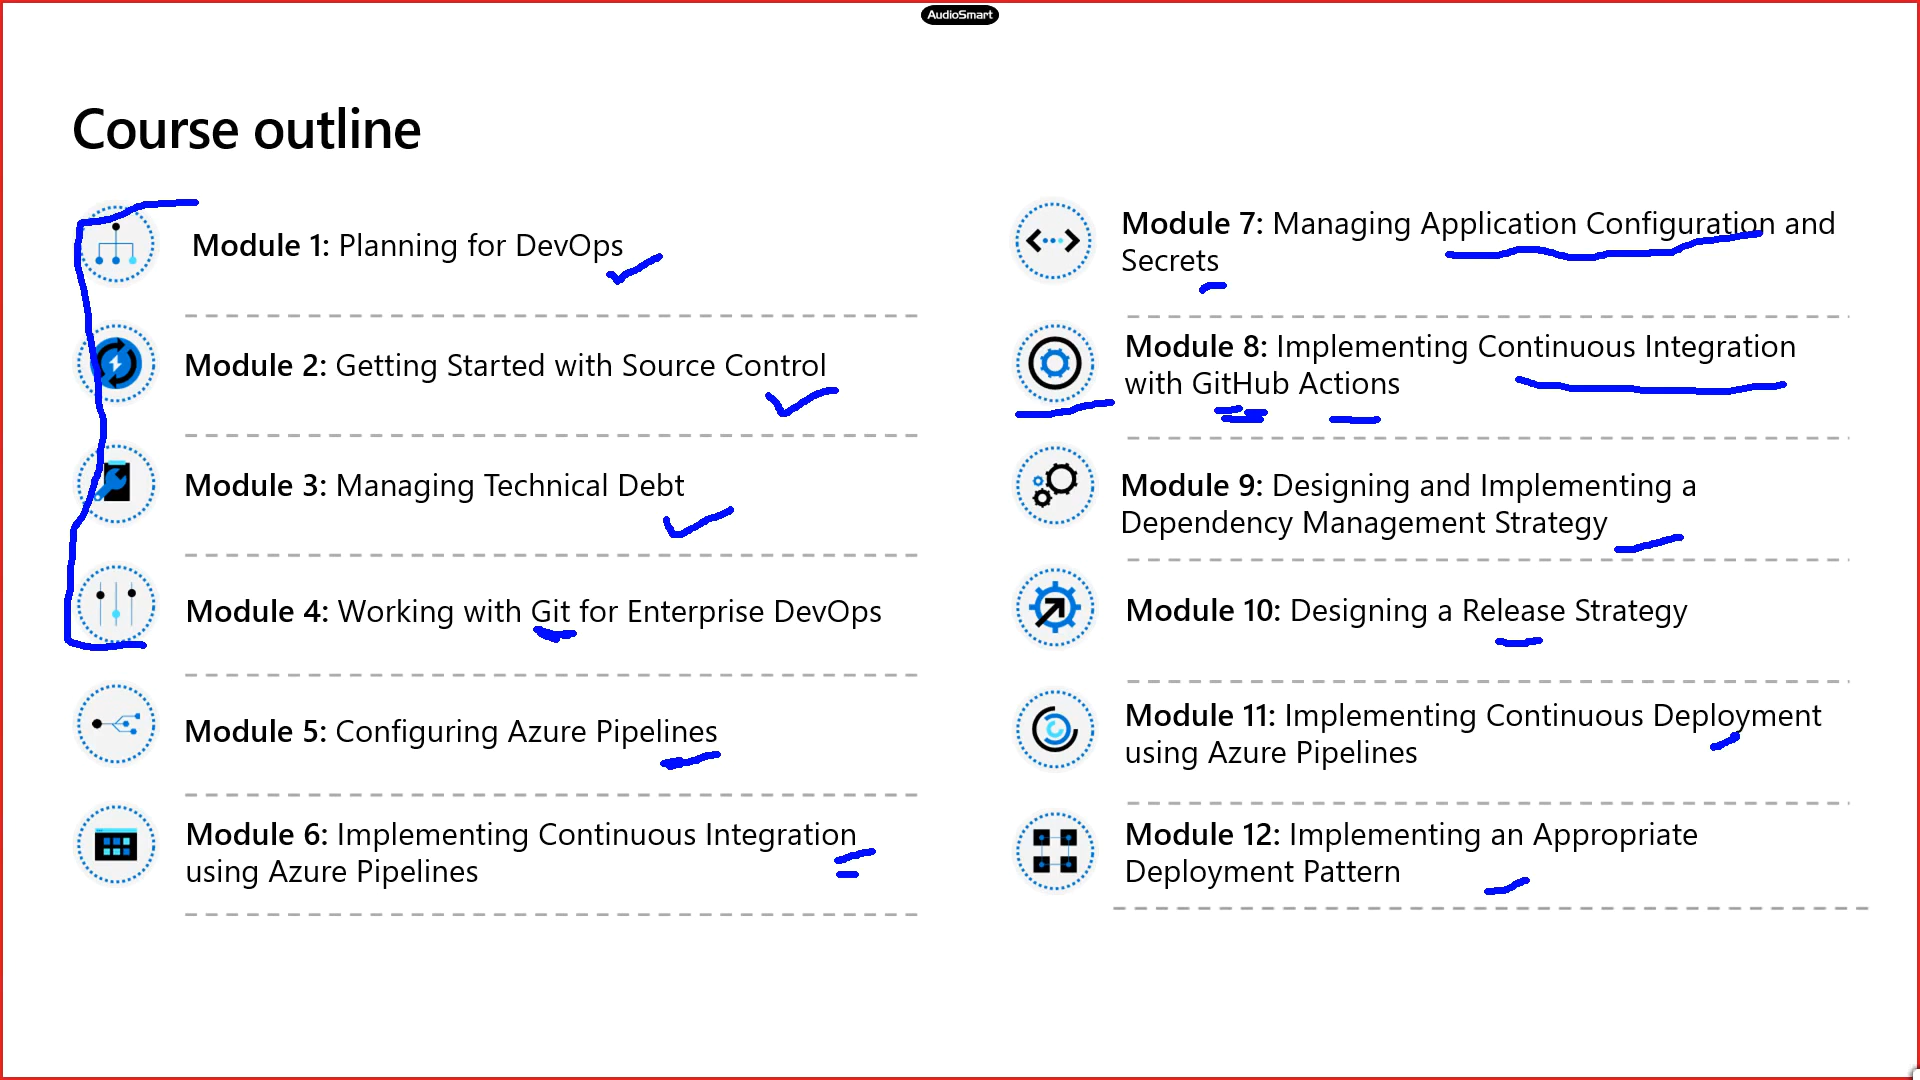 AudioSmart
Course outline
Module 1: Planning for DevOps
Module 2: Getting Started with Source Control
Module 3: Managing Technical Debt
Module 4: Working with Git for Enterprise DevOps
Module 5: Configuring Azure Pipelines
Module 6: Implementing Continuous Integration
using Azure Pipelines
Module 7: Managing Application Configuration and
Secrets
Module 8: Implementing Continuous Integration
with GitHub Actions
Module 9: Designing and Implementing a
Dependency Management Strategy
Module 10: Designing a Release Strategy
Module 11: Implementing Continuous Deployment
using Azure Pipelines
Module 12: Implementing an Appropriate
Deployment Pattern